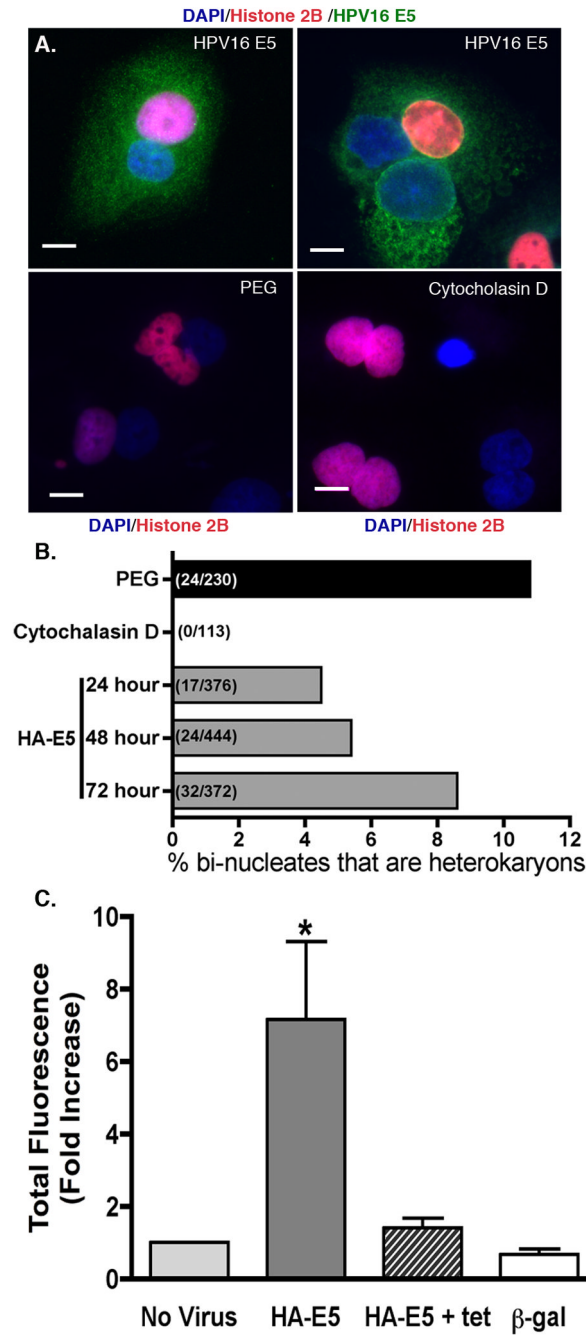 DAPI/Histone 2B /HPV16 E5
A.
HPV16 E5
HPV16 E5
PEG
Cytocholasin D
DAPI/Histone 2B
DAPI/Histone 2B
B.
PEG
(24/230)
Cytochalasin D
(0/113)
HA-E5
24 hour
(17/376)
48 hour
(24/444)
72 hour
(32/372)
0 2 4 6 8 10 12
% bi-nucleates that are heterokaryons
C.
Total Fluorescence
(Fold Increase)
10
8
6
4
2
0
*
No Virus HA-E5 HA-E5 + tet β-gal